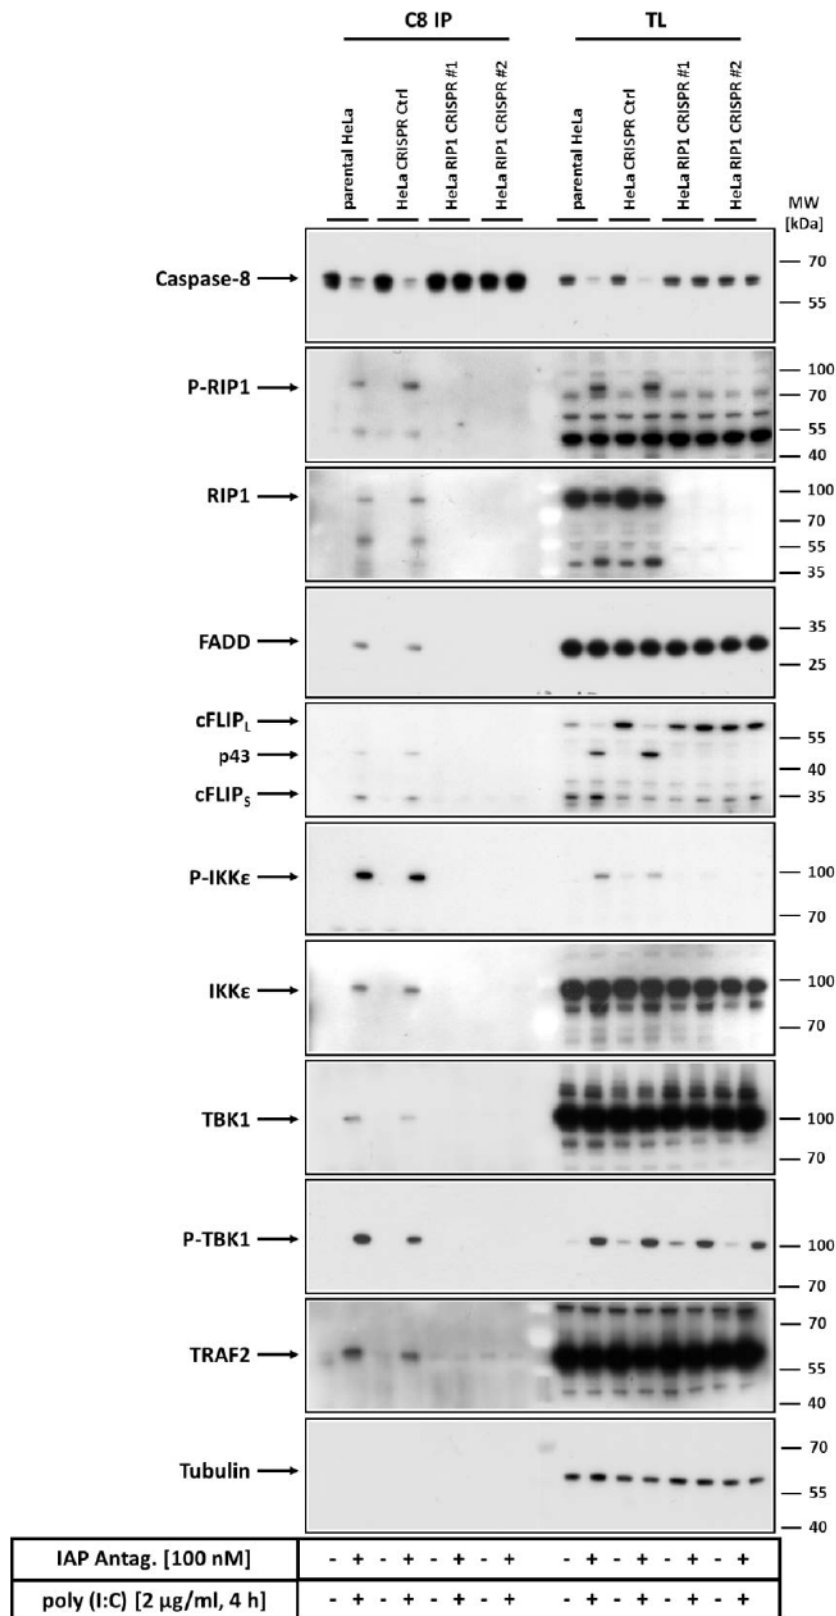 C8 IP TL
parental HeLa
HeLa CRISPR Ctrl
HeLa RIP1 CRISPR #1
HeLa RIP1 CRISPR #2
parental HeLa
HeLa CRISPR Ctrl
HeLa RIP1 CRISPR #1
HeLa RIP1 CRISPR #2
MW
[kDa]
Caspase-8
70
55
P-RIP1
100
70
55
40
RIP1
100
70
55
35
FADD
35
25
cFLIPL
p43
cFLIPS
55
40
35
P-IKKε
100
70
IKKε
100
70
TBK1
100
70
P-TBK1
100
70
TRAF2
70
55
40
Tubulin
70
55
40
IAP Antag. [100 nM] - + - + - + - + - + - + - + - +
poly (I:C) [2 µg/ml, 4 h] - + - + - + - + - + - + - + - +